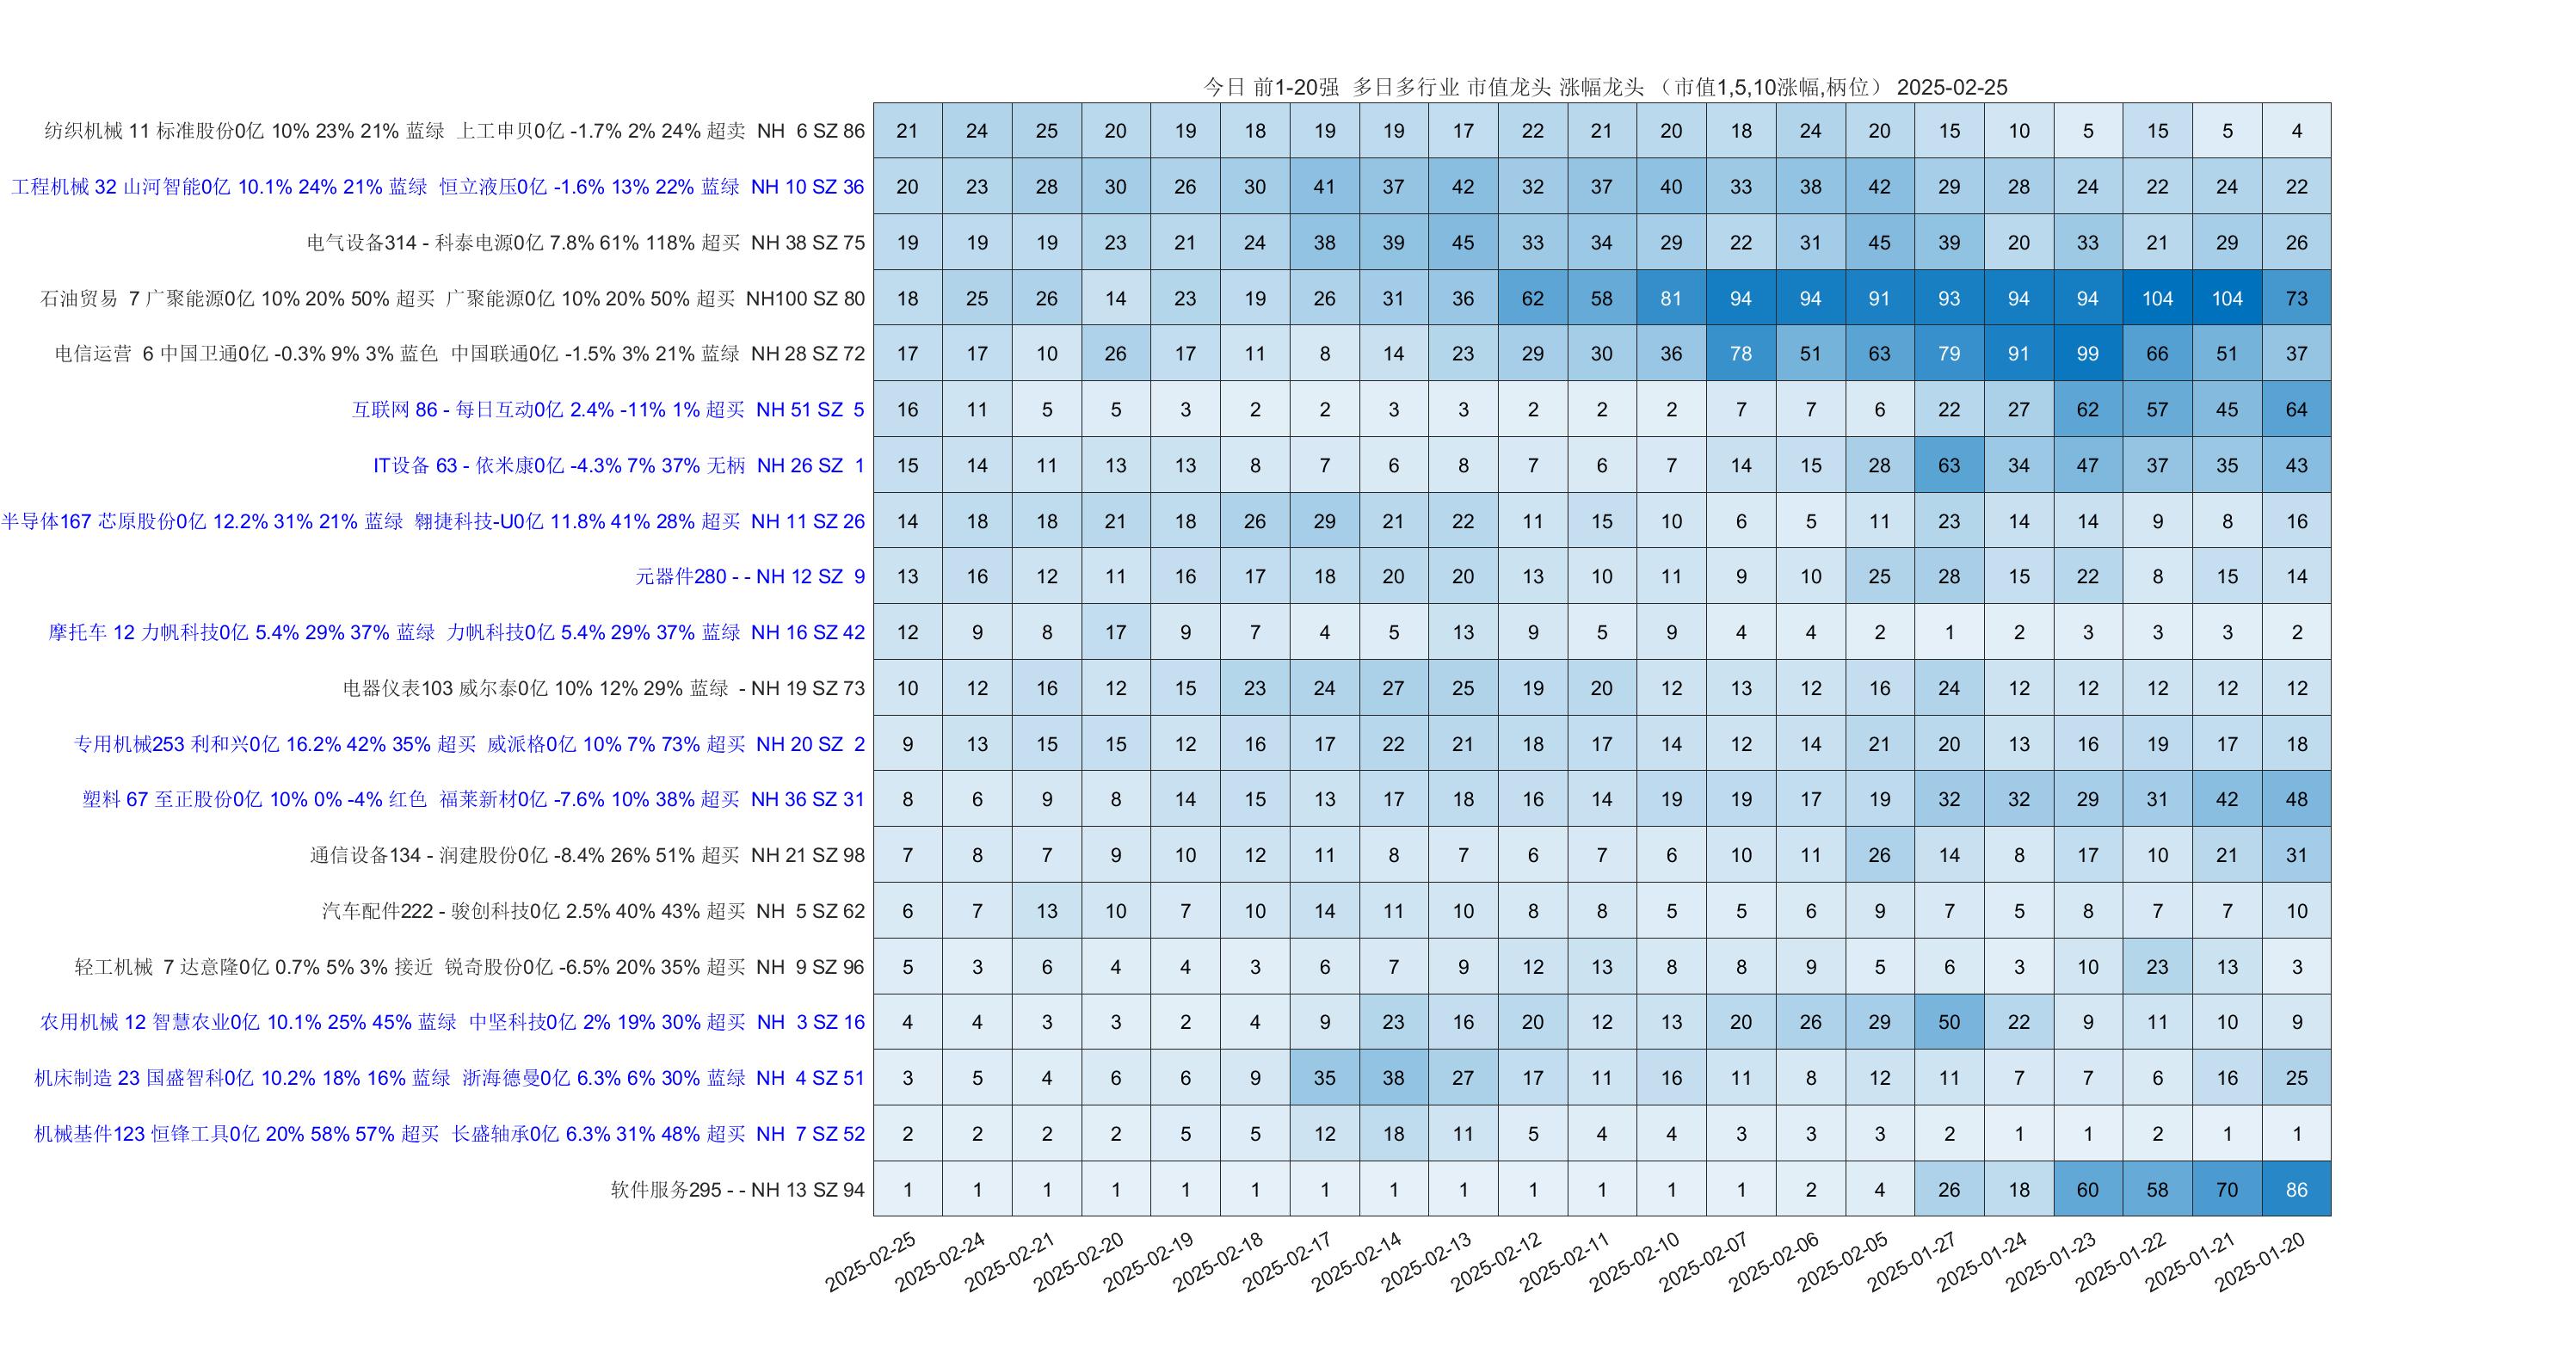 今日 前1-20强 多日多行业 市值龙头 涨幅龙头 （市值1,5,10涨幅,柄位） 2025-02-25
纺织机械 11 标准股份0亿 10% 23% 21% 蓝绿 上工申贝0亿 -1.7% 2% 24% 超卖 NH 6 SZ 86 21 24 25 20 19 18 19 19 17 22 21 20 18 24 20 15 10 5 15 5 4
工程机械 32 山河智能0亿 10.1% 24% 21% 蓝绿 恒立液压0亿 -1.6% 13% 22% 蓝绿 NH 10 SZ 36 20 23 28 30 26 30 41 37 42 32 37 40 33 38 42 29 28 24 22 24 22
电气设备314 - 科泰电源0亿 7.8% 61% 118% 超买 NH 38 SZ 75 19 19 19 23 21 24 38 39 45 33 34 29 22 31 45 39 20 33 21 29 26
石油贸易 7 广聚能源0亿 10% 20% 50% 超买 广聚能源0亿 10% 20% 50% 超买 NH100 SZ 80 18 25 26 14 23 19 26 31 36 62 58 81 94 94 91 93 94 94 104 104 73
电信运营 6 中国卫通0亿 -0.3% 9% 3% 蓝色 中国联通0亿 -1.5% 3% 21% 蓝绿 NH 28 SZ 72 17 17 10 26 17 11 8 14 23 29 30 36 78 51 63 79 91 99 66 51 37
互联网 86 - 每日互动0亿 2.4% -11% 1% 超买 NH 51 SZ 5 16 11 5 5 3 2 2 3 3 2 2 2 7 7 6 22 27 62 57 45 64
IT设备 63 - 依米康0亿 -4.3% 7% 37% 无柄 NH 26 SZ 1 15 14 11 13 13 8 7 6 8 7 6 7 14 15 28 63 34 47 37 35 43
半导体167 芯原股份0亿 12.2% 31% 21% 蓝绿 翱捷科技-U0亿 11.8% 41% 28% 超买 NH 11 SZ 26 14 18 18 21 18 26 29 21 22 11 15 10 6 5 11 23 14 14 9 8 16
元器件280 - - NH 12 SZ 9 13 16 12 11 16 17 18 20 20 13 10 11 9 10 25 28 15 22 8 15 14
摩托车 12 力帆科技0亿 5.4% 29% 37% 蓝绿 力帆科技0亿 5.4% 29% 37% 蓝绿 NH 16 SZ 42 12 9 8 17 9 7 4 5 13 9 5 9 4 4 2 1 2 3 3 3 2
电器仪表103 威尔泰0亿 10% 12% 29% 蓝绿 - NH 19 SZ 73 10 12 16 12 15 23 24 27 25 19 20 12 13 12 16 24 12 12 12 12 12
专用机械253 利和兴0亿 16.2% 42% 35% 超买 威派格0亿 10% 7% 73% 超买 NH 20 SZ 2 9 13 15 15 12 16 17 22 21 18 17 14 12 14 21 20 13 16 19 17 18
塑料 67 至正股份0亿 10% 0% -4% 红色 福莱新材0亿 -7.6% 10% 38% 超买 NH 36 SZ 31 8 6 9 8 14 15 13 17 18 16 14 19 19 17 19 32 32 29 31 42 48
通信设备134 - 润建股份0亿 -8.4% 26% 51% 超买 NH 21 SZ 98 7 8 7 9 10 12 11 8 7 6 7 6 10 11 26 14 8 17 10 21 31
汽车配件222 - 骏创科技0亿 2.5% 40% 43% 超买 NH 5 SZ 62 6 7 13 10 7 10 14 11 10 8 8 5 5 6 9 7 5 8 7 7 10
轻工机械 7 达意隆0亿 0.7% 5% 3% 接近 锐奇股份0亿 -6.5% 20% 35% 超买 NH 9 SZ 96 5 3 6 4 4 3 6 7 9 12 13 8 8 9 5 6 3 10 23 13 3
农用机械 12 智慧农业0亿 10.1% 25% 45% 蓝绿 中坚科技0亿 2% 19% 30% 超买 NH 3 SZ 16 4 4 3 3 2 4 9 23 16 20 12 13 20 26 29 50 22 9 11 10 9
机床制造 23 国盛智科0亿 10.2% 18% 16% 蓝绿 浙海德曼0亿 6.3% 6% 30% 蓝绿 NH 4 SZ 51 3 5 4 6 6 9 35 38 27 17 11 16 11 8 12 11 7 7 6 16 25
机械基件123 恒锋工具0亿 20% 58% 57% 超买 长盛轴承0亿 6.3% 31% 48% 超买 NH 7 SZ 52 2 2 2 2 5 5 12 18 11 5 4 4 3 3 3 2 1 1 2 1 1
软件服务295 - - NH 13 SZ 94 1 1 1 1 1 1 1 1 1 1 1 1 1 2 4 26 18 60 58 70 86
2025-02-25 2025-02-24 2025-02-21 2025-02-20 2025-02-19 2025-02-18 2025-02-17 2025-02-14 2025-02-13 2025-02-12 2025-02-11 2025-02-10 2025-02-07 2025-02-06 2025-02-05 2025-01-27 2025-01-24 2025-01-23 2025-01-22 2025-01-21 2025-01-20